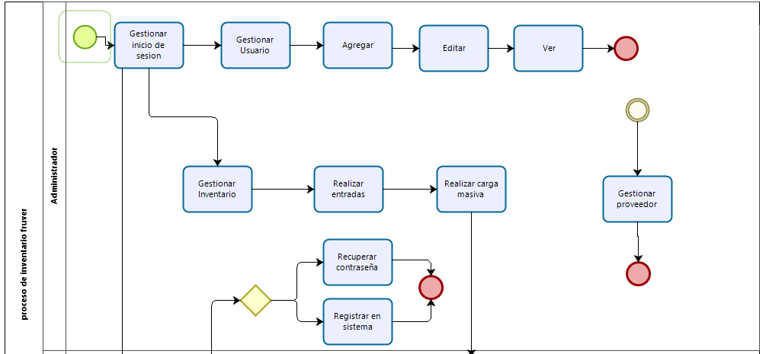 proceso de inventario fruver
Administrador
Gestionar
inicio de
sesion
Gestionar
Usuario
Agregar
Editar
Ver
Gestionar
Inventario
Realizar
entradas
Realizar carga
masiva
Gestionar
proveedor
Recuperar
contraseña
Registrar en
sistema